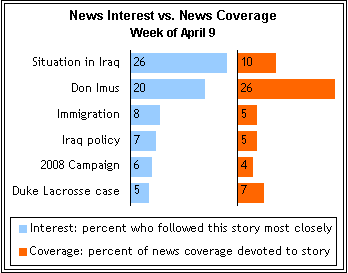 News Interest vs. News Coverage
Week of April 9
Situation in Iraq 26 10
Don Imus 20 26
Immigration 8 5
Iraq policy 7 5
2008 Campaign 6 4
Duke Lacrosse case 5 7
Interest: percent who followed this story most closely
Coverage: percent of news coverage devoted to story